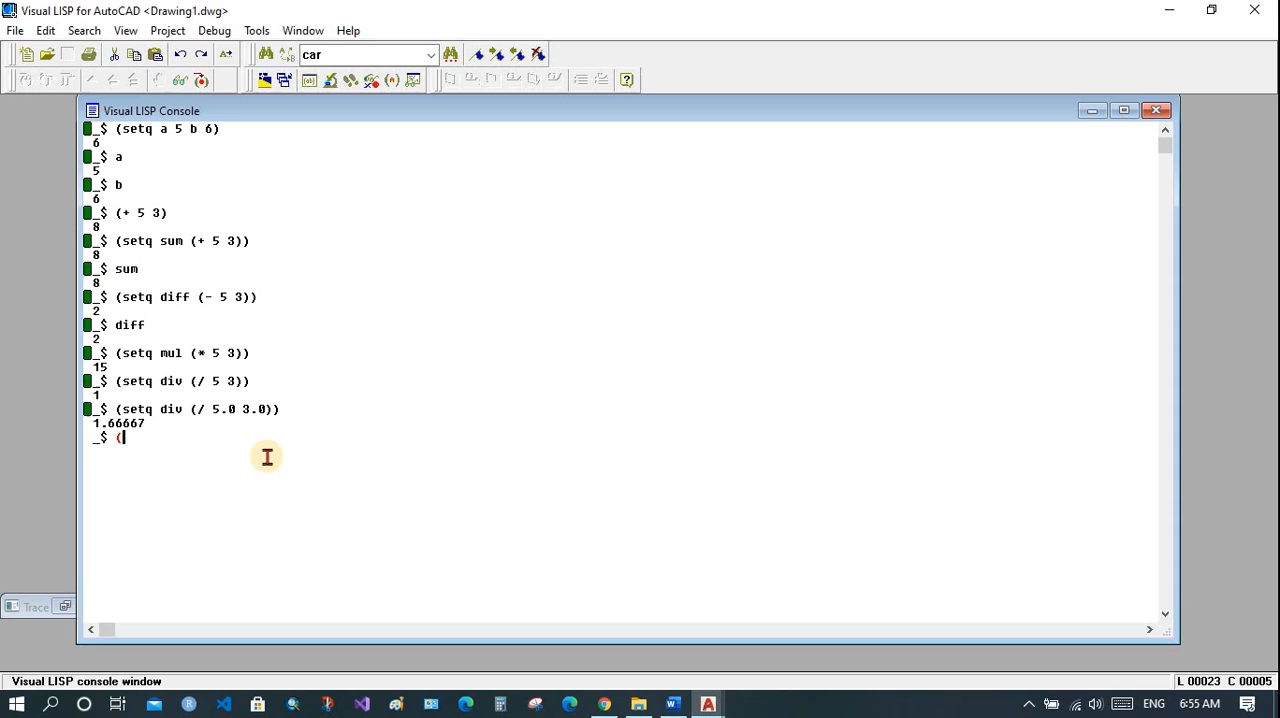 Visual LISP for AutoCAD <Drawing1.dwg>
File Edit Search View Project Debug Tools Window Help
car
Visual LISP Console
_$ (setq a 5 b 6)
6
_$ a
5
_$ b
6
_$ (+ 5 3)
8
_$ (setq sum (+ 5 3))
8
_$ sum
8
_$ (setq diff (- 5 3))
2
_$ diff
2
_$ (setq mul (* 5 3))
15
_$ (setq div (/ 5 3))
1
_$ (setq div (/ 5.0 3.0))
1.66667
_$ (
Trace
Visual LISP console window
L 00023 C 00005
ENG 6:55 AM